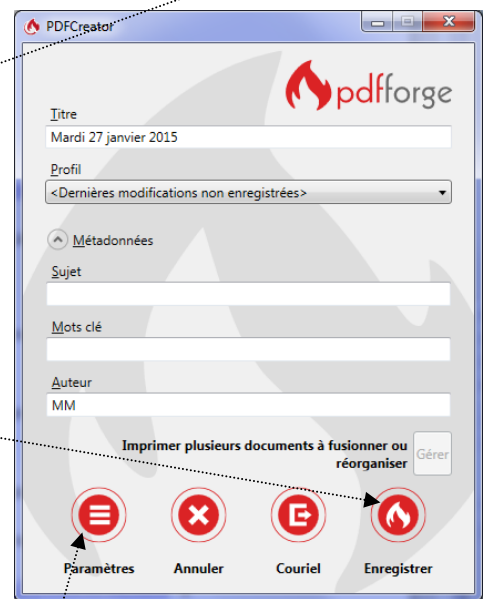 PDFCreator
pdfforge
Titre
Mardi 27 janvier 2015
Profil
<Dernières modifications non enregistrées>
Métadonnées
Sujet
Mots clé
Auteur
MM
Imprimer plusieurs documents à fusionner ou
réorganiser
Gérer
Paramètres Annuler Couriel Enregistrer